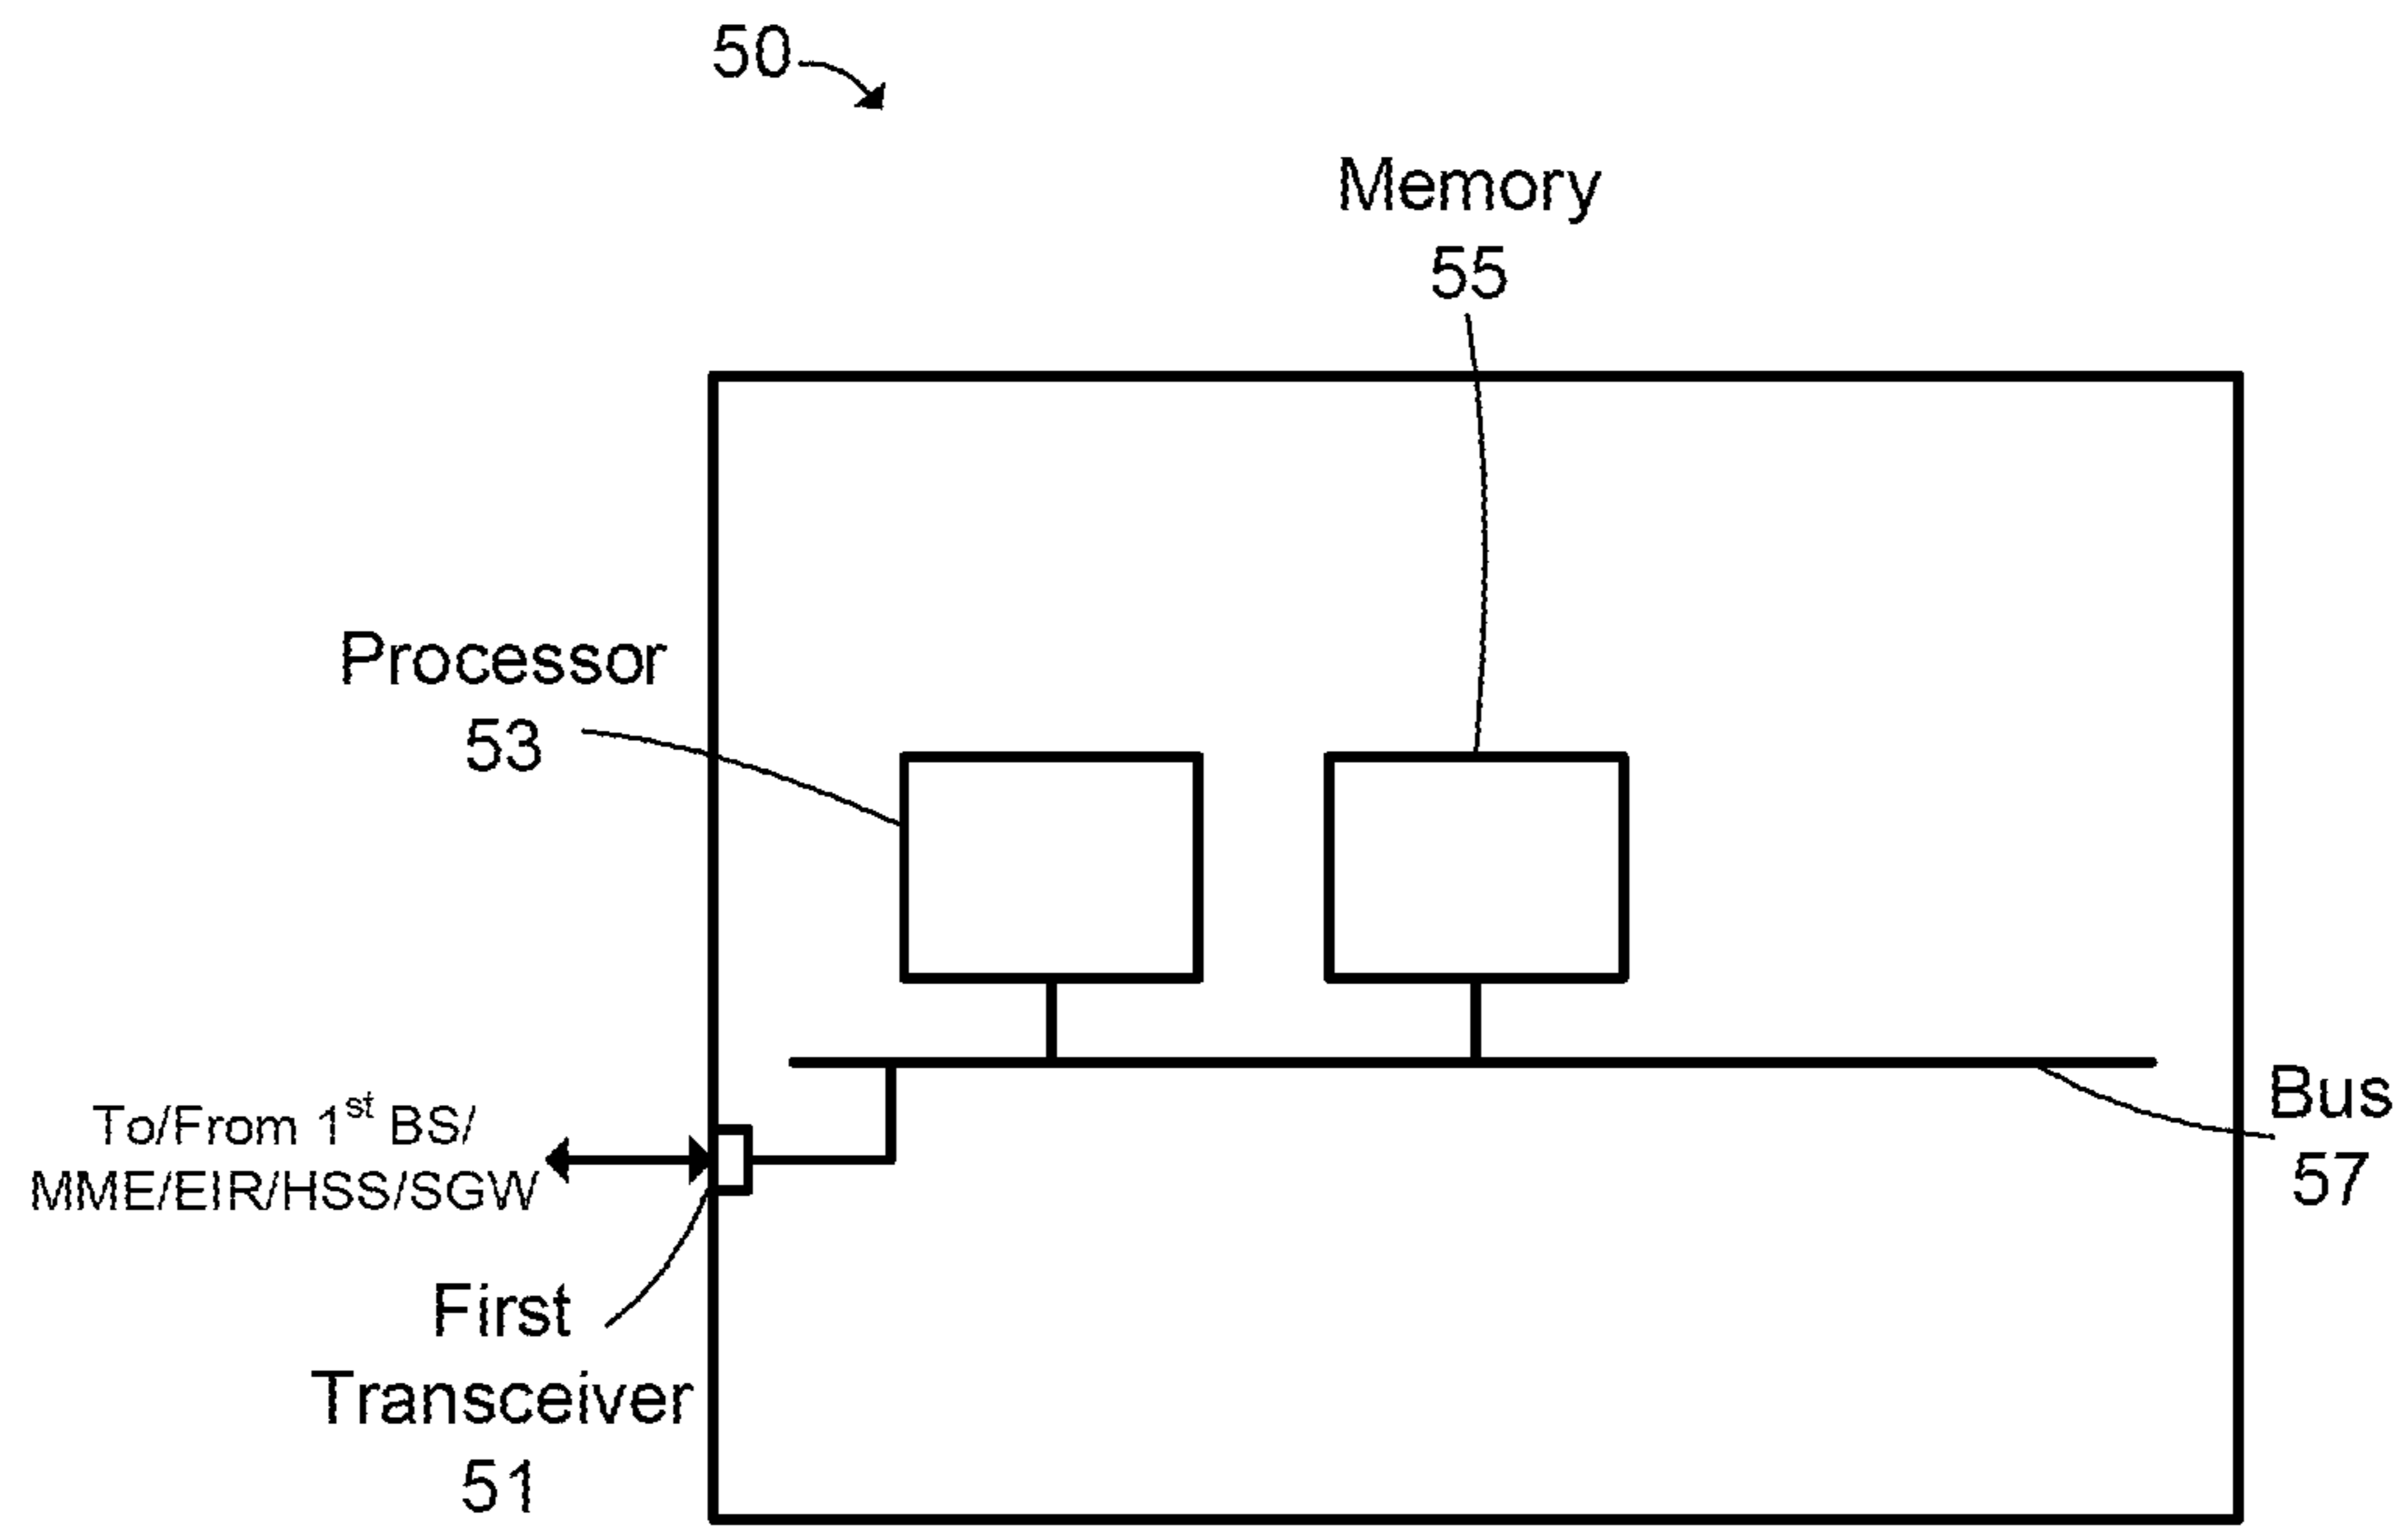 50
Memory
55
Processor
53
To/From 1st BS/
MME/EIR/HSS/SGW
Bus
57
First
Transceiver
51